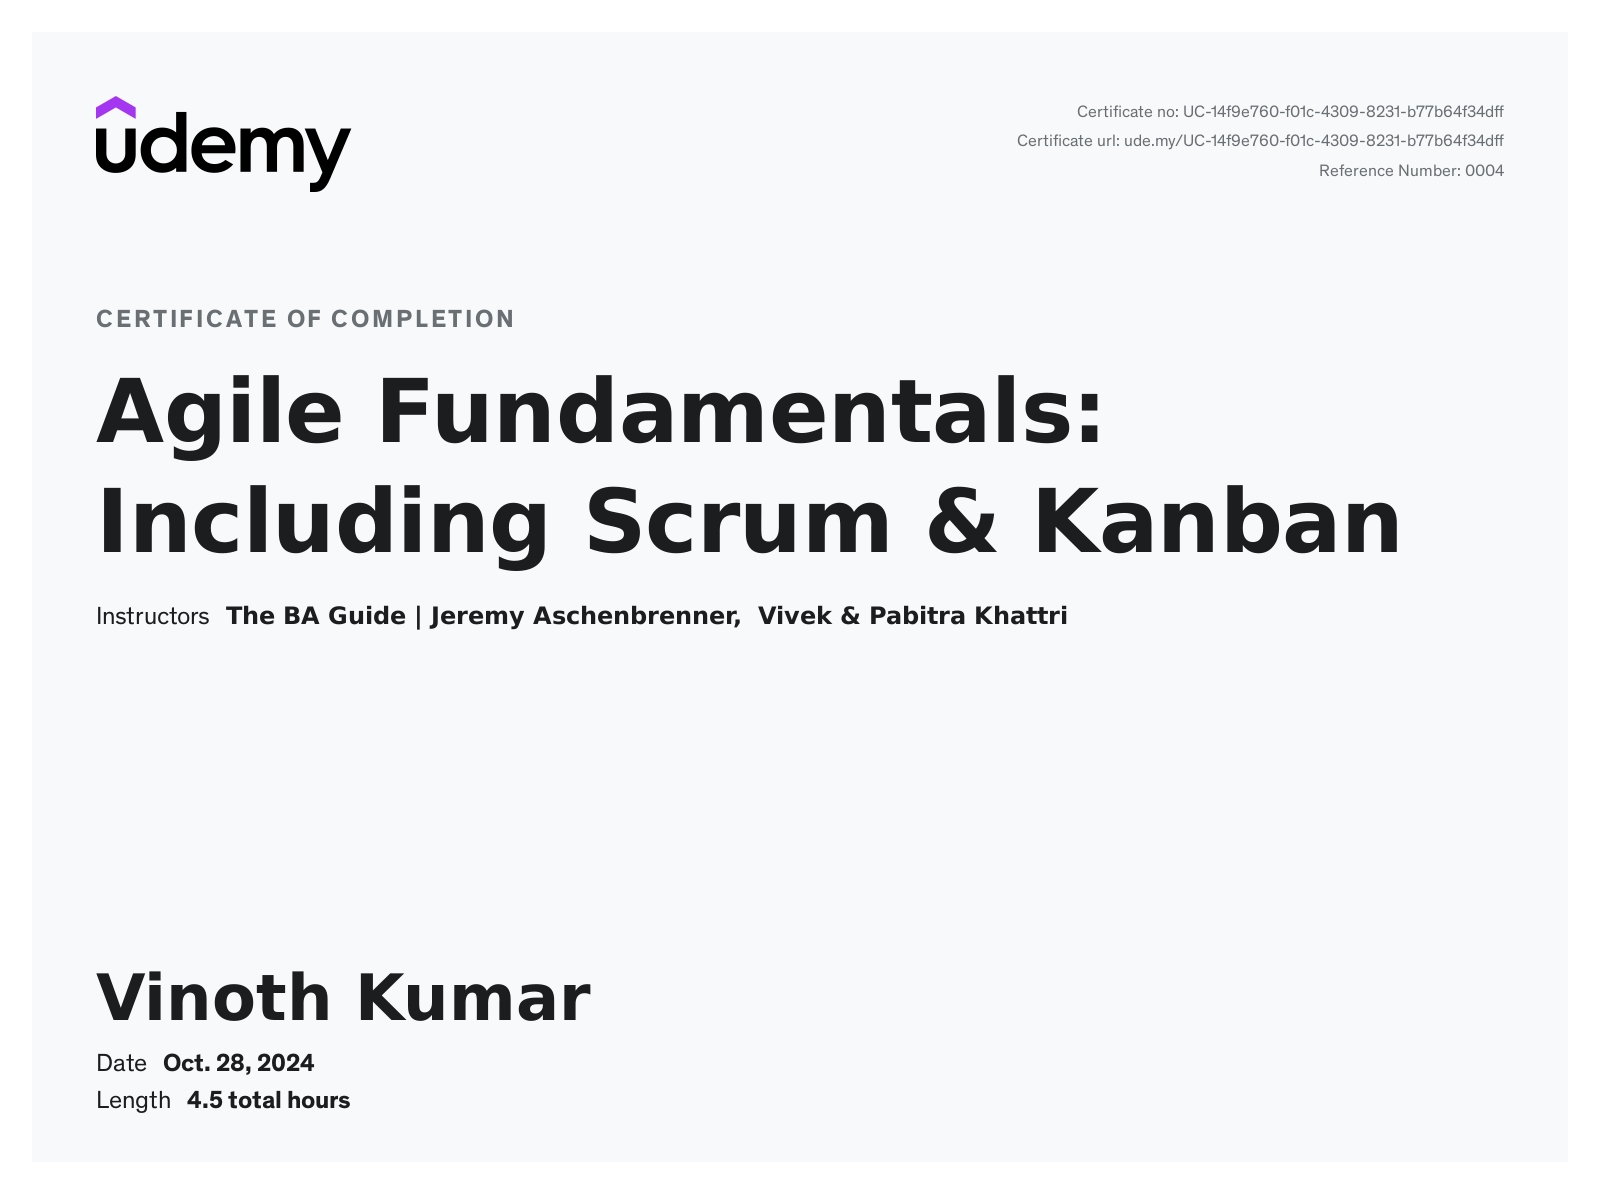 udemy
Certificate no: UC-14f9e760-f01c-4309-8231-b77b64f34dff
Certificate url: ude.my/UC-14f9e760-f01c-4309-8231-b77b64f34dff
Reference Number: 0004
CERTIFICATE OF COMPLETION
Agile Fundamentals:
Including Scrum & Kanban
Instructors The BA Guide | Jeremy Aschenbrenner, Vivek & Pabitra Khattri
Vinoth Kumar
Date Oct. 28, 2024
Length 4.5 total hours